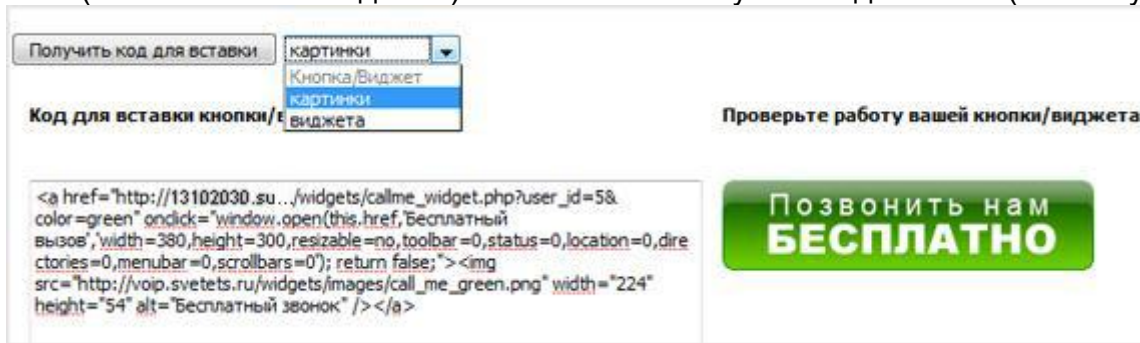 Получить код для вставки картинки
Кнопка/Виджет
картинки
виджета
Код для вставки кнопки/
Проверьте работу вашей кнопки/виджета
<a href="http://13102030.su.../widgets/callme_widget.php?user_id=5&
color=green" onclick="window.open(this.href,'Бесплатный
вызов','width=380,height=300,resizable=no,toolbar=0,status=0,location=0,dire
ctories=0,menubar=0,scrollbars=0'); return false;"><img
src="http://voip.svetets.ru/widgets/images/call_me_green.png" width="224"
height="54" alt="Бесплатный звонок" /></a>
Позвонить нам
БЕСПЛАТНО